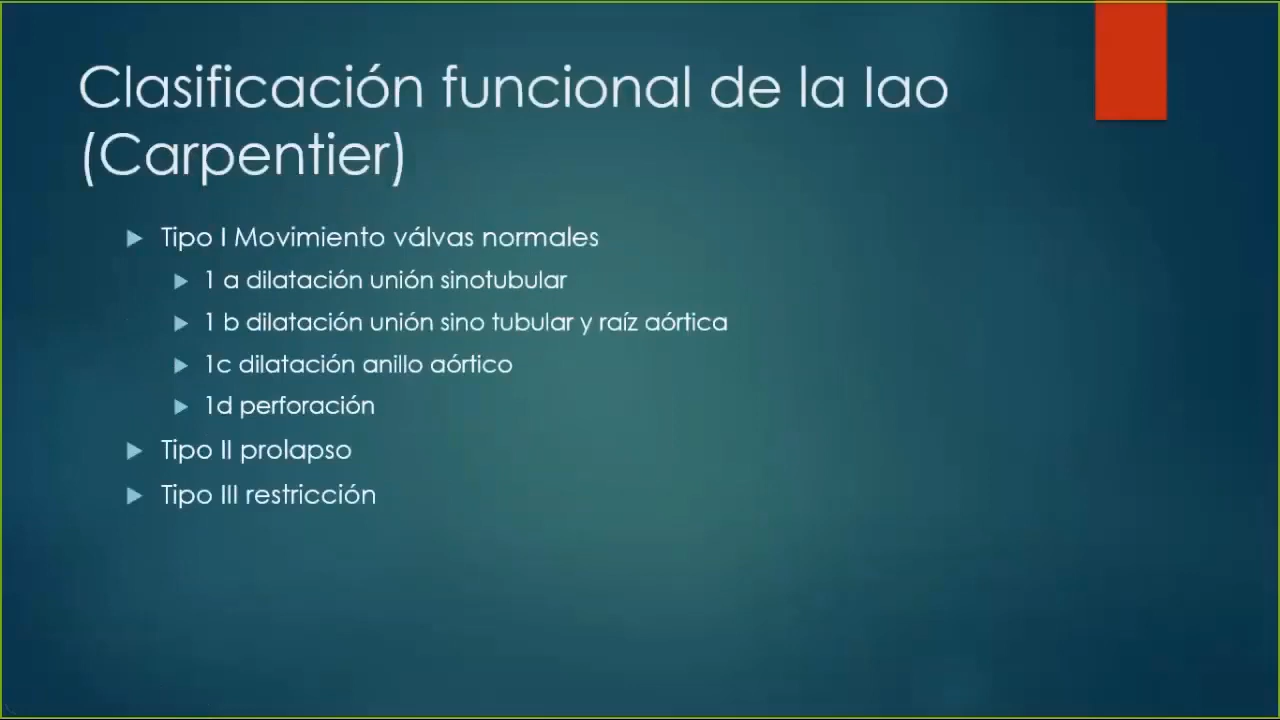 Clasificación funcional de la Iao
(Carpentier)
Tipo I Movimiento válvas normales
1 a dilatación unión sinotubular
1 b dilatación unión sino tubular y raíz aórtica
1c dilatación anillo aórtico
1d perforación
Tipo II prolapso
Tipo III restricción